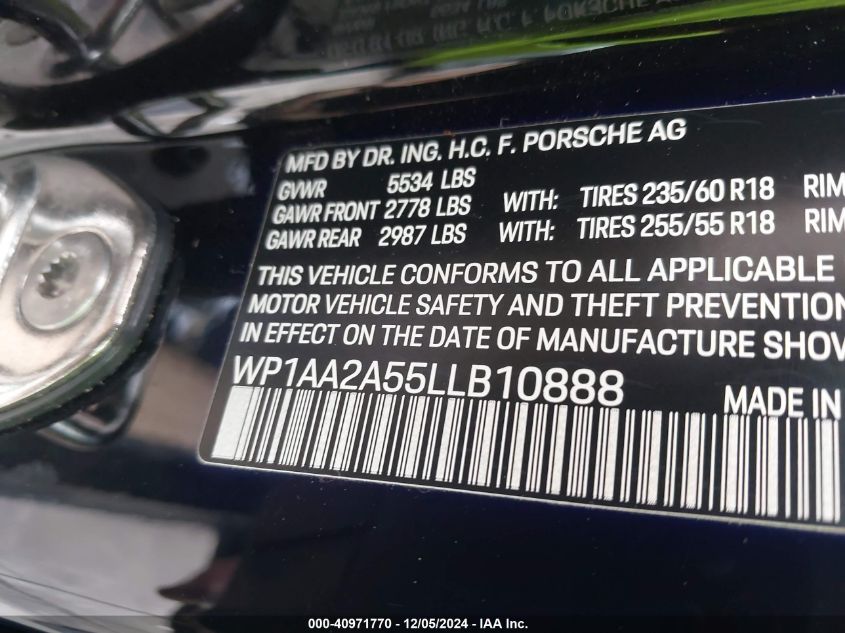 MFD BY DR. ING. H.C. F. PORSCHE AG
GVWR 5534 LBS
GAWR FRONT 2778 LBS WITH: TIRES 235/60 R18 RIM
GAWR REAR 2987 LBS WITH: TIRES 255/55 R18 RIM
THIS VEHICLE CONFORMS TO ALL APPLICABLE
MOTOR VEHICLE SAFETY AND THEFT PREVENTION
IN EFFECT ON THE DATE OF MANUFACTURE SHOW
WP1AA2A55LLB10888
MADE IN
000-40971770 - 12/05/2024 - IAA Inc.